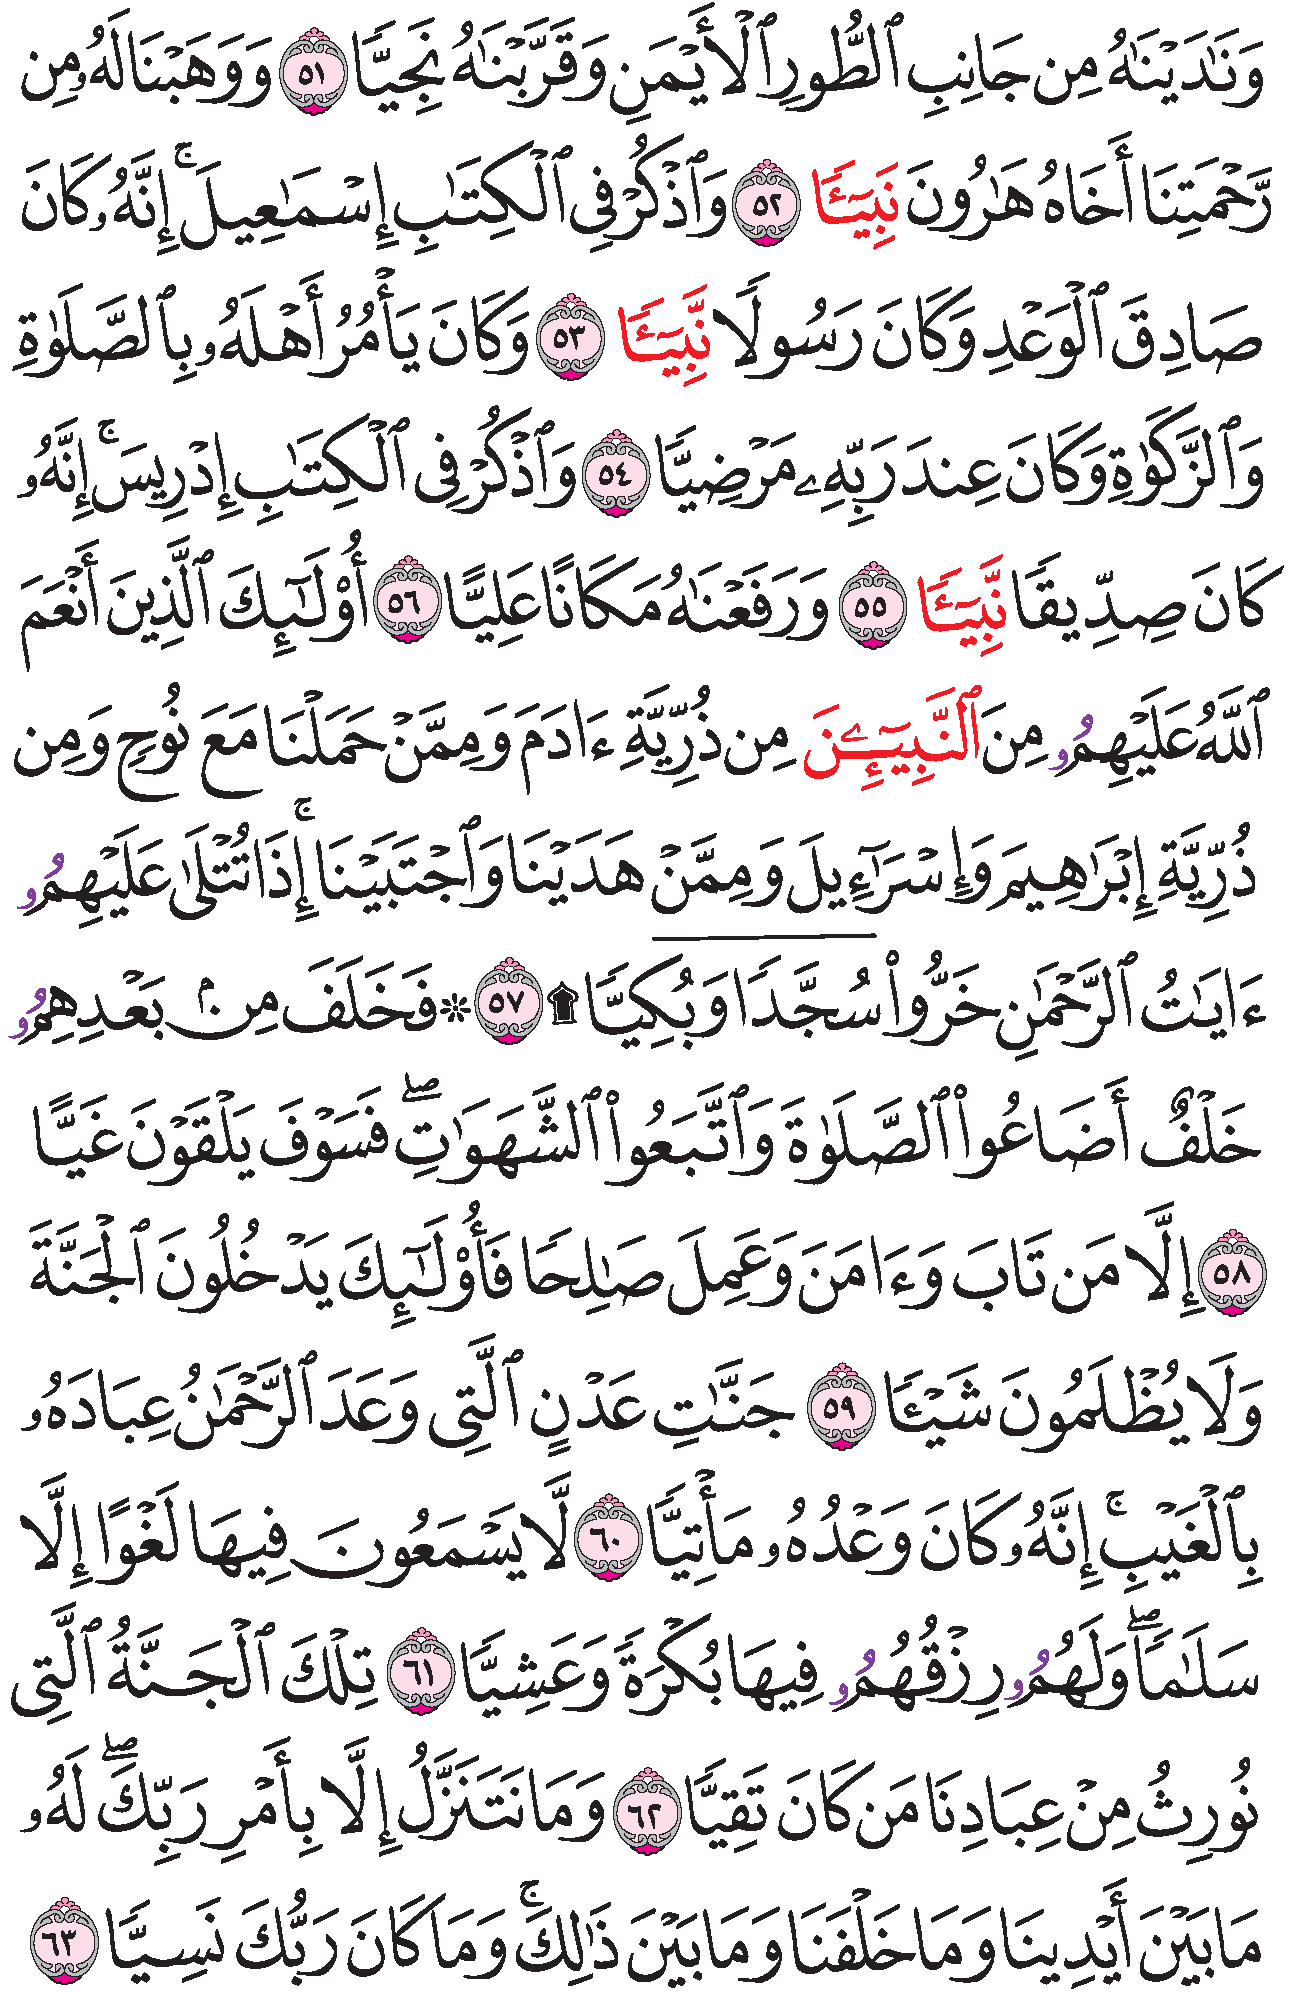 وَنَٰدَيْنَٰهُ مِن جَانِبِ ٱلطُّورِ ٱلْأَيْمَنِ وَقَرَّبْنَٰهُ نَجِيّٗا ٥١ وَوَهَبْنَا لَهُۥ مِن
رَّحْمَتِنَا أَخَاهُ هَٰرُونَ نَبِيٓـٔٗا ٥٢ وَٱذْكُرْ فِي ٱلْكِتَٰبِ إِسْمَٰعِيلَۚ إِنَّهُۥ كَانَ
صَادِقَ ٱلْوَعْدِ وَكَانَ رَسُولٗا نَّبِيٓـٔٗا ٥٣ وَكَانَ يَأْمُرُ أَهْلَهُۥ بِٱلصَّلَوٰةِ
وَٱلزَّكَوٰةِ وَكَانَ عِندَ رَبِّهِۦ مَرْضِيّٗا ٥٤ وَٱذْكُرْ فِي ٱلْكِتَٰبِ إِدْرِيسَۚ إِنَّهُۥ
كَانَ صِدِّيقٗا نَّبِيٓـٔٗا ٥٥ وَرَفَعْنَٰهُ مَكَانًا عَلِيًّا ٥٦ أُوْلَٰٓئِكَ ٱلَّذِينَ أَنْعَمَ
ٱللَّهُ عَلَيْهِمُۥ مِنَ ٱلنَّبِيٓـِٔۦنَ مِن ذُرِّيَّةِ ءَادَمَ وَمِمَّنْ حَمَلْنَا مَعَ نُوحٖ وَمِن
ذُرِّيَّةِ إِبْرَٰهِيمَ وَإِسْرَٰٓءِيلَ وَمِمَّنْ هَدَيْنَا وَٱجْتَبَيْنَاۚ إِذَا تُتْلَىٰ عَلَيْهِمُۥ
ءَايَٰتُ ٱلرَّحْمَٰنِ خَرُّواْ سُجَّدٗا وَبُكِيّٗا ۩ ٥٧ ۞ فَخَلَفَ مِنۢ بَعْدِهِمُۥ
خَلْفٌ أَضَاعُواْ ٱلصَّلَوٰةَ وَٱتَّبَعُواْ ٱلشَّهَوَٰتِۖ فَسَوْفَ يَلْقَوْنَ غَيًّا
٥٨ إِلَّا مَن تَابَ وَءَامَنَ وَعَمِلَ صَٰلِحٗا فَأُوْلَٰٓئِكَ يَدْخُلُونَ ٱلْجَنَّةَ
وَلَا يُظْلَمُونَ شَيْـٔٗا ٥٩ جَنَّٰتِ عَدْنٍ ٱلَّتِي وَعَدَ ٱلرَّحْمَٰنُ عِبَادَهُۥ
بِٱلْغَيْبِۚ إِنَّهُۥ كَانَ وَعْدُهُۥ مَأْتِيّٗا ٦٠ لَّا يَسْمَعُونَ فِيهَا لَغْوًا إِلَّا
سَلَٰمٗاۖ وَلَهُمُۥ رِزْقُهُمُۥ فِيهَا بُكْرَةٗ وَعَشِيّٗا ٦١ تِلْكَ ٱلْجَنَّةُ ٱلَّتِي
نُورِثُ مِنْ عِبَادِنَا مَن كَانَ تَقِيّٗا ٦٢ وَمَا نَتَنَزَّلُ إِلَّا بِأَمْرِ رَبِّكَۖ لَهُۥ
مَا بَيْنَ أَيْدِينَا وَمَا خَلْفَنَا وَمَا بَيْنَ ذَٰلِكَۚ وَمَا كَانَ رَبُّكَ نَسِيّٗا ٦٣